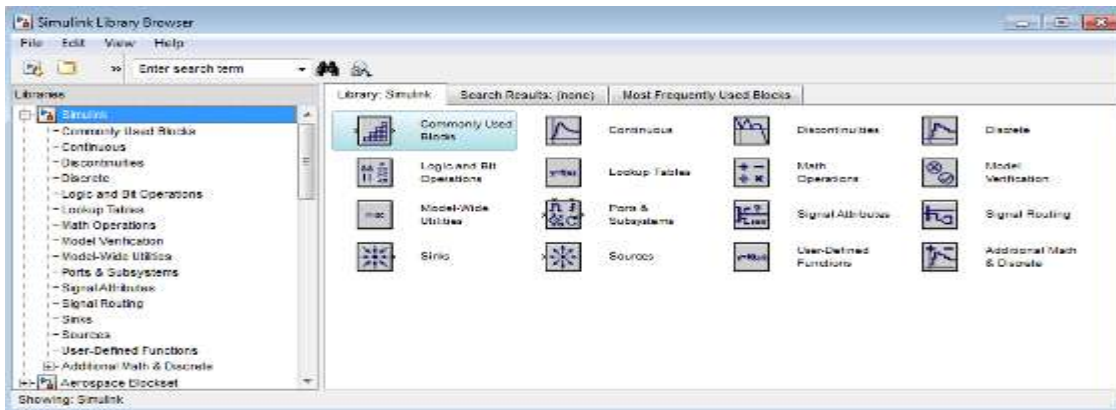 Simulink Library Browser
File Edit View Help
» Enter search term
Libraries
Library: Simulink Search Results: (none) Most Frequently Used Blocks
Simulink
Commonly Used Blocks
Continuous
Discontinuities
Discrete
Logic and Bit Operations
Lookup Tables
Math Operations
Model Verification
Model-Wide Utilities
Ports & Subsystems
Signal Attributes
Signal Routing
Sinks
Sources
User-Defined Functions
Additional Math & Discrete
Aerospace Blockset
Commonly Used
Blocks
Continuous
Discontinuities
Discrete
Logic and Bit
Operations
Lookup Tables
Math
Operations
Model
Verification
Model-Wide
Utilities
Ports &
Subsystems
Signal Attributes
Signal Routing
Sinks
Sources
User-Defined
Functions
Additional Math
& Discrete
Showing: Simulink